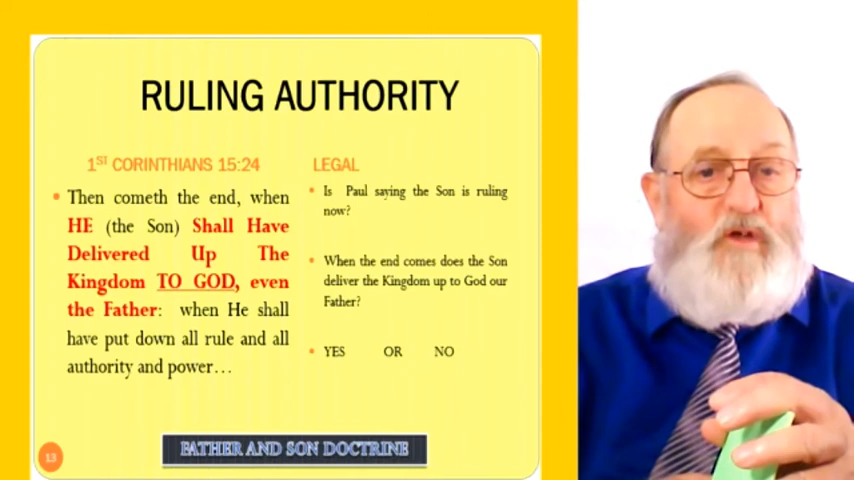 RULING AUTHORITY
1ST CORINTHIANS 15:24
Then cometh the end, when
HE (the Son) Shall Have
Delivered Up The
Kingdom TO GOD, even
the Father: when He shall
have put down all rule and all
authority and power…
LEGAL
Is Paul saying the Son is ruling
now?
When the end comes does the Son
deliver the Kingdom up to God our
Father?
YES OR NO
13
FATHER AND SON DOCTRINE